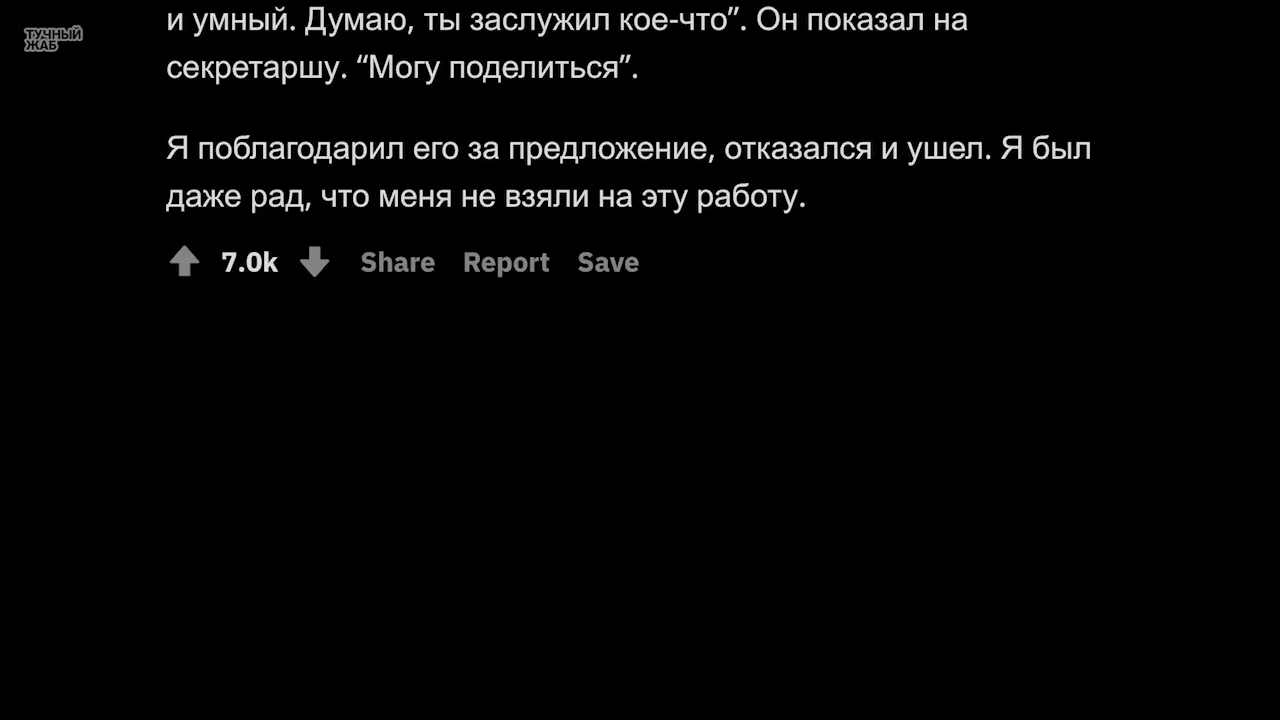 ТУЧНЫЙ
ЖАБ
и умный. Думаю, ты заслужил кое-что”. Он показал на
секретаршу. “Могу поделиться”.
Я поблагодарил его за предложение, отказался и ушел. Я был
даже рад, что меня не взяли на эту работу.
7.0k Share Report Save